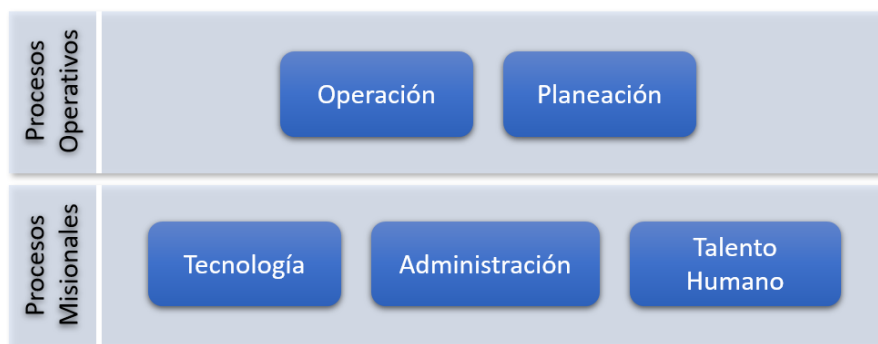 Procesos
Operativos
Operación
Planeación
Procesos
Misionales
Tecnología
Administración
Talento
Humano